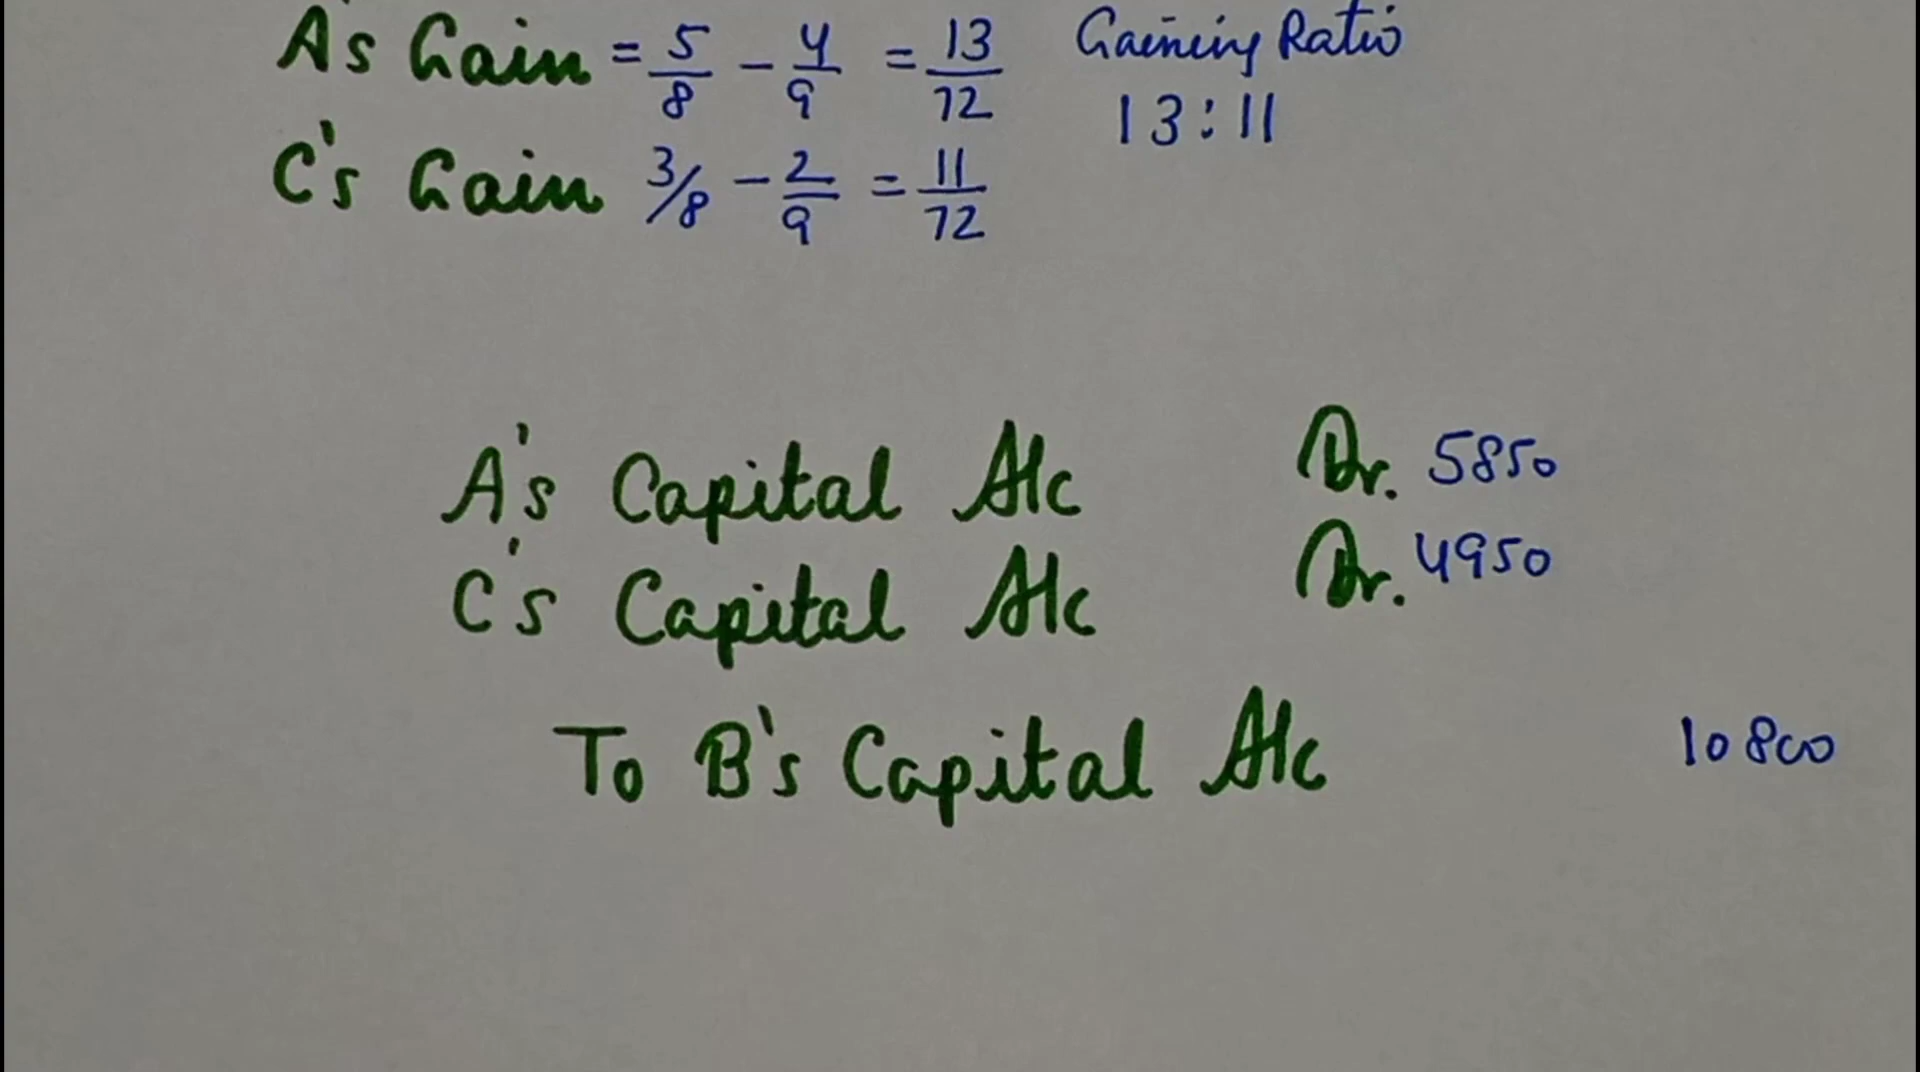 A's Gain = 5/8 - 4/9 = 13/72 Gaining Ratio
13:11
C's Gain 3/8 - 2/9 = 11/72
A's Capital A/c Dr. 5850
C's Capital A/c Dr. 4950
To B's Capital A/c 10800